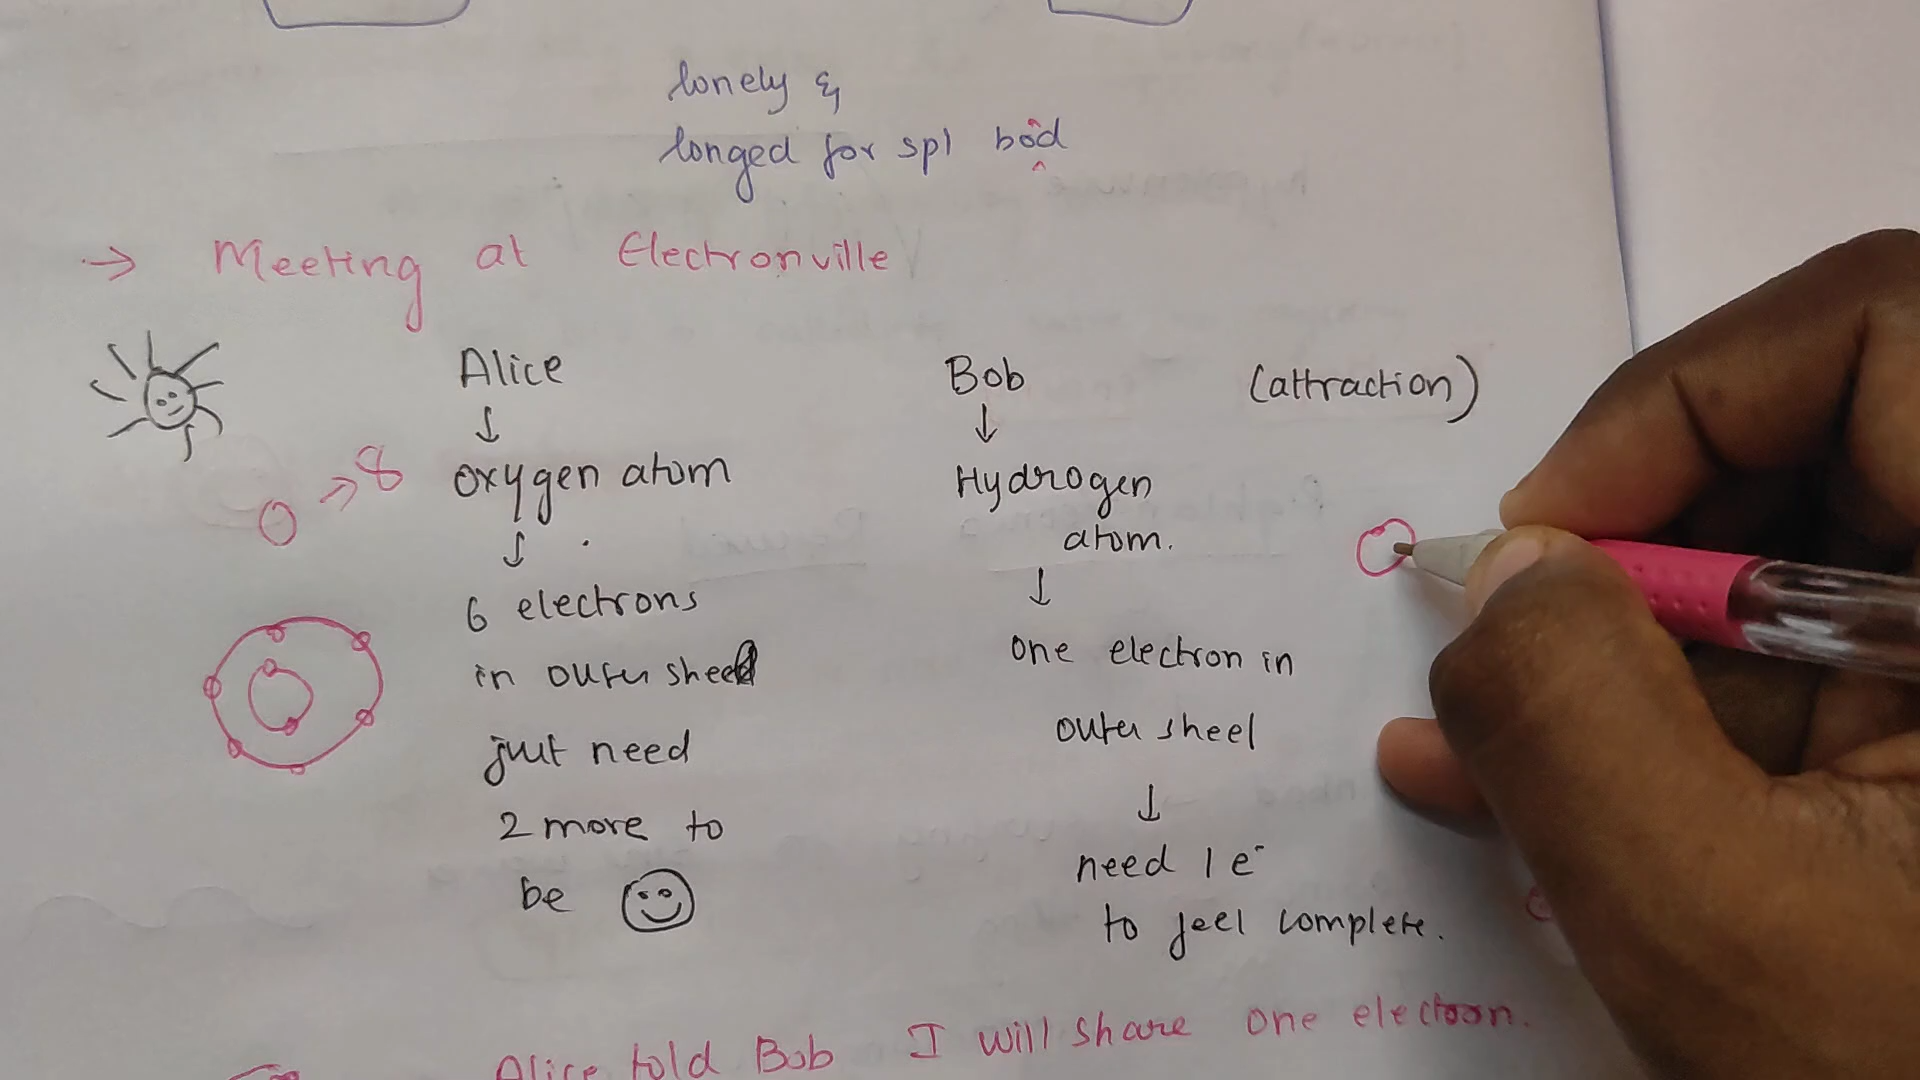 lonely &
longed for spl bod
→ Meeting at Electronville
Alice
↓
oxygen atom
O → 8
↓
6 electrons
in outer sheel
just need
2 more to
be
Bob
↓
Hydrogen
atom.
↓
one electron in
outer sheel
↓
need 1 e⁻
to feel complete.
(attraction)
Alice told Bob I will share one electron.